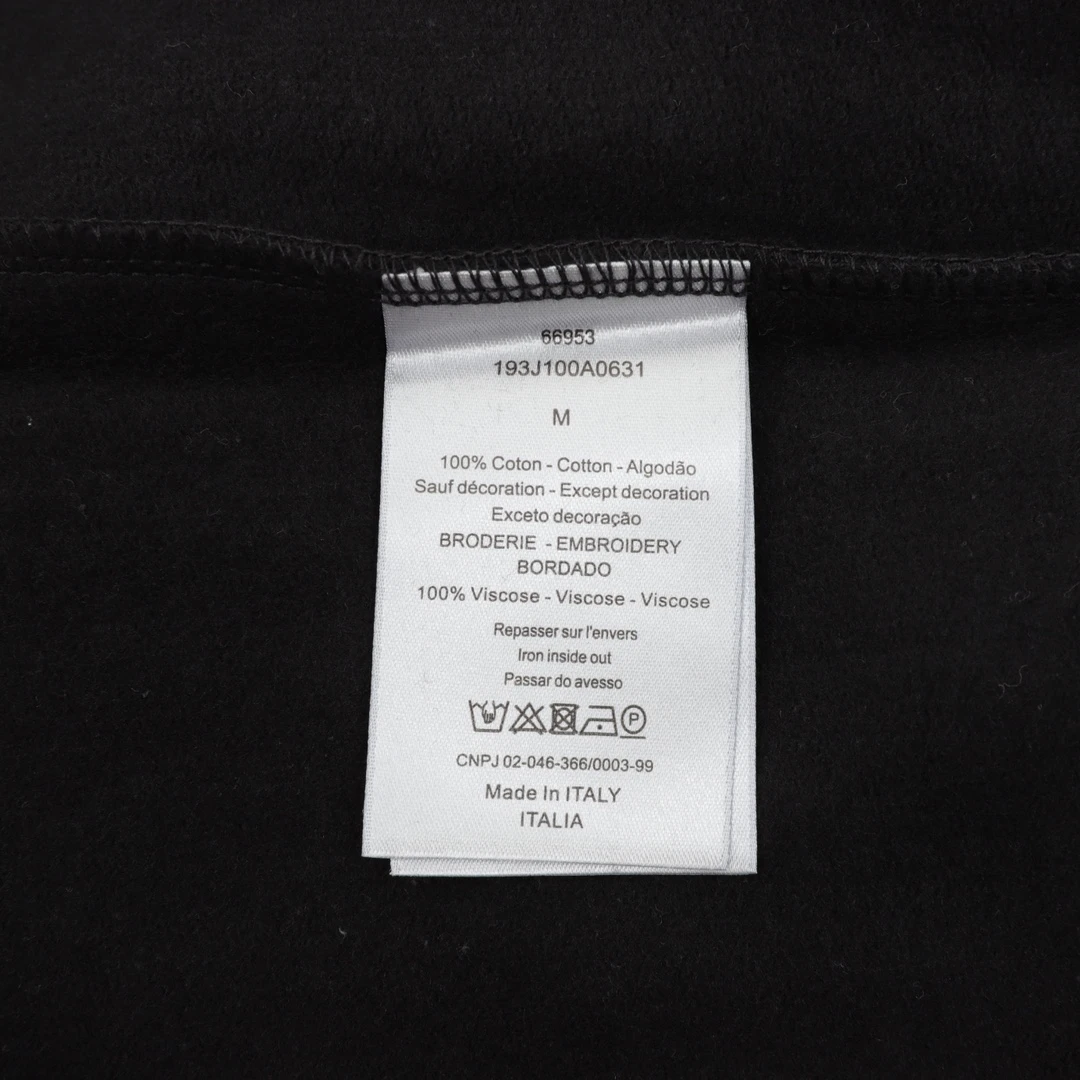 66953
193J100A0631
M
100% Coton - Cotton - Algodão
Sauf décoration - Except decoration
Exceto decoração
BRODERIE - EMBROIDERY
BORDADO
100% Viscose - Viscose - Viscose
Repasser sur l'envers
Iron inside out
Passar do avesso
P
CNPJ 02-046-366/0003-99
Made In ITALY
ITALIA